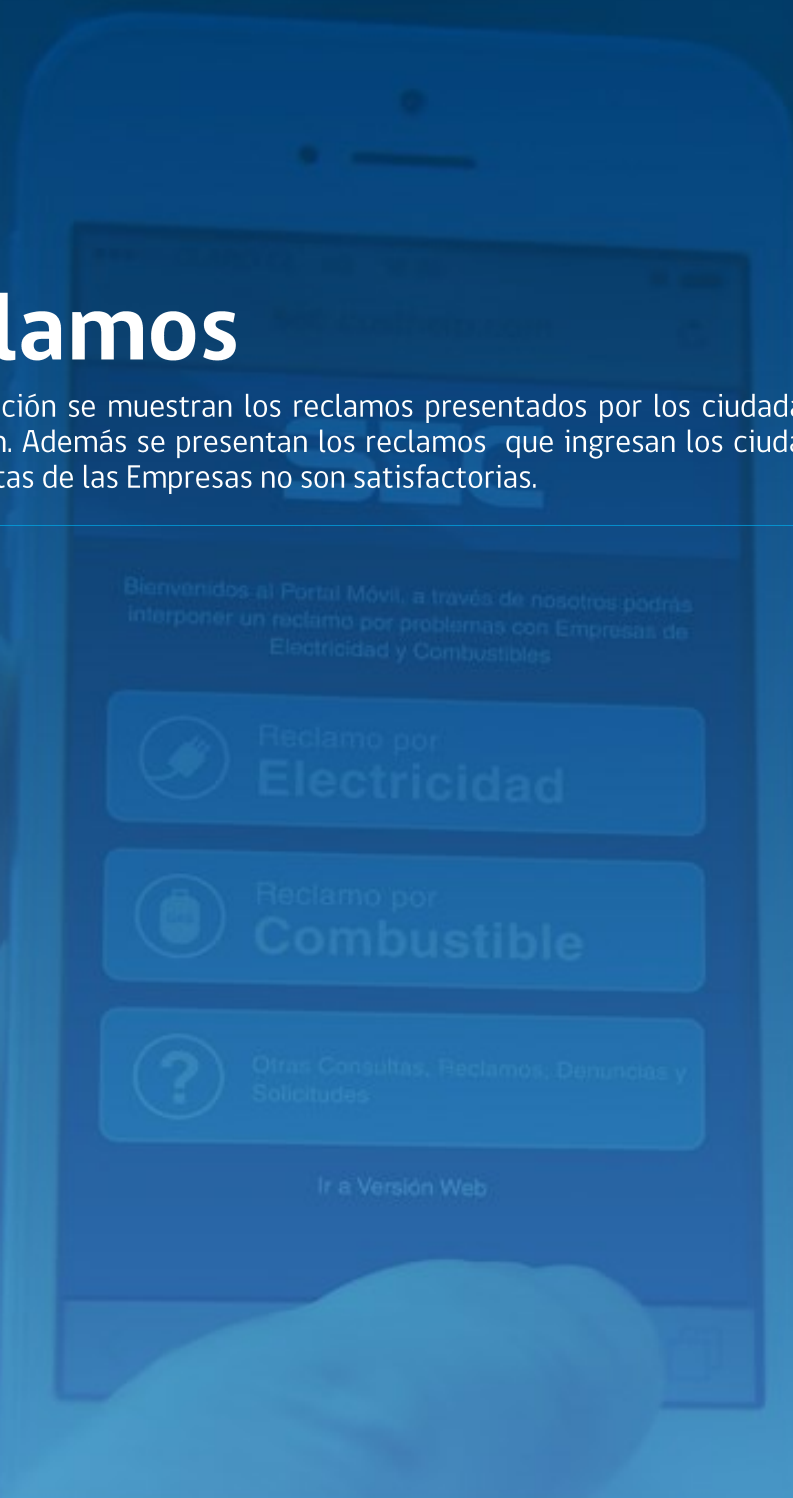 lamos
ción se muestran los reclamos presentados por los ciudada
n. Además se presentan los reclamos que ingresan los ciuda
tas de las Empresas no son satisfactorias.
SEC
Bienvenidos al Portal Móvil, a través de nosotros podrás
interponer un reclamo por problemas con Empresas de
Electricidad y Combustibles
Reclamo por
Electricidad
Reclamo por
Combustible
?
Otras Consultas, Reclamos, Denuncias y
Solicitudes
Ir a Versión Web